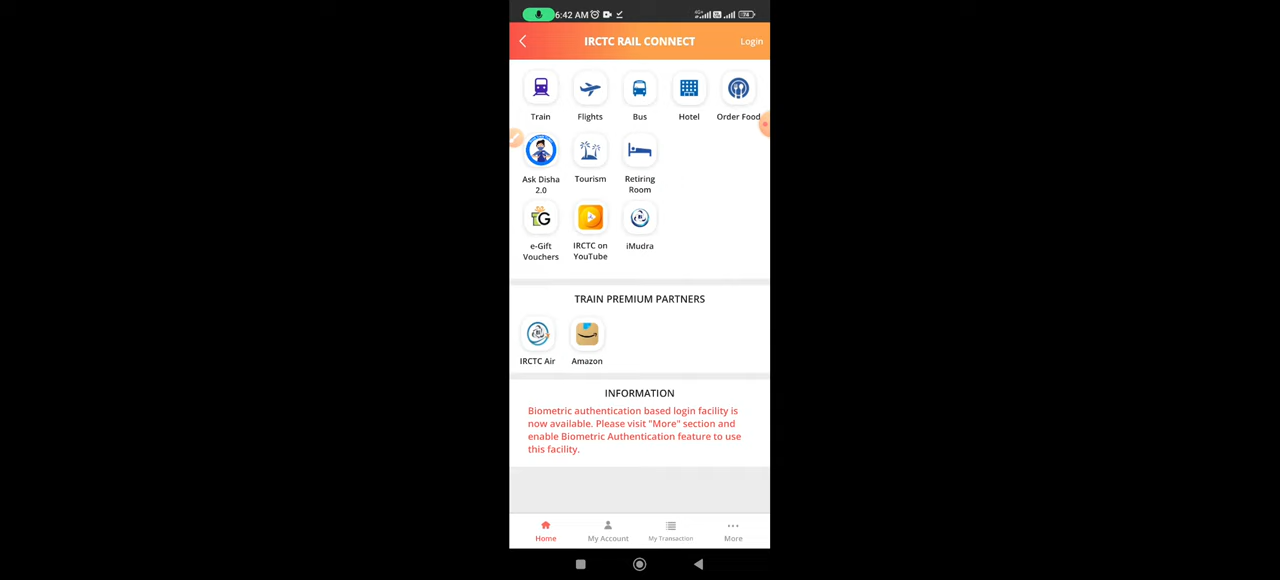 6:42 AM
4G+
74
IRCTC RAIL CONNECT
Login
Train
Flights
Bus
Hotel
Order Food
Ask Disha
2.0
Tourism
Retiring
Room
e-Gift
Vouchers
IRCTC on
YouTube
iMudra
TRAIN PREMIUM PARTNERS
IRCTC Air
Amazon
INFORMATION
Biometric authentication based login facility is
now available. Please visit "More" section and
enable Biometric Authentication feature to use
this facility.
Home
My Account
My Transaction
More